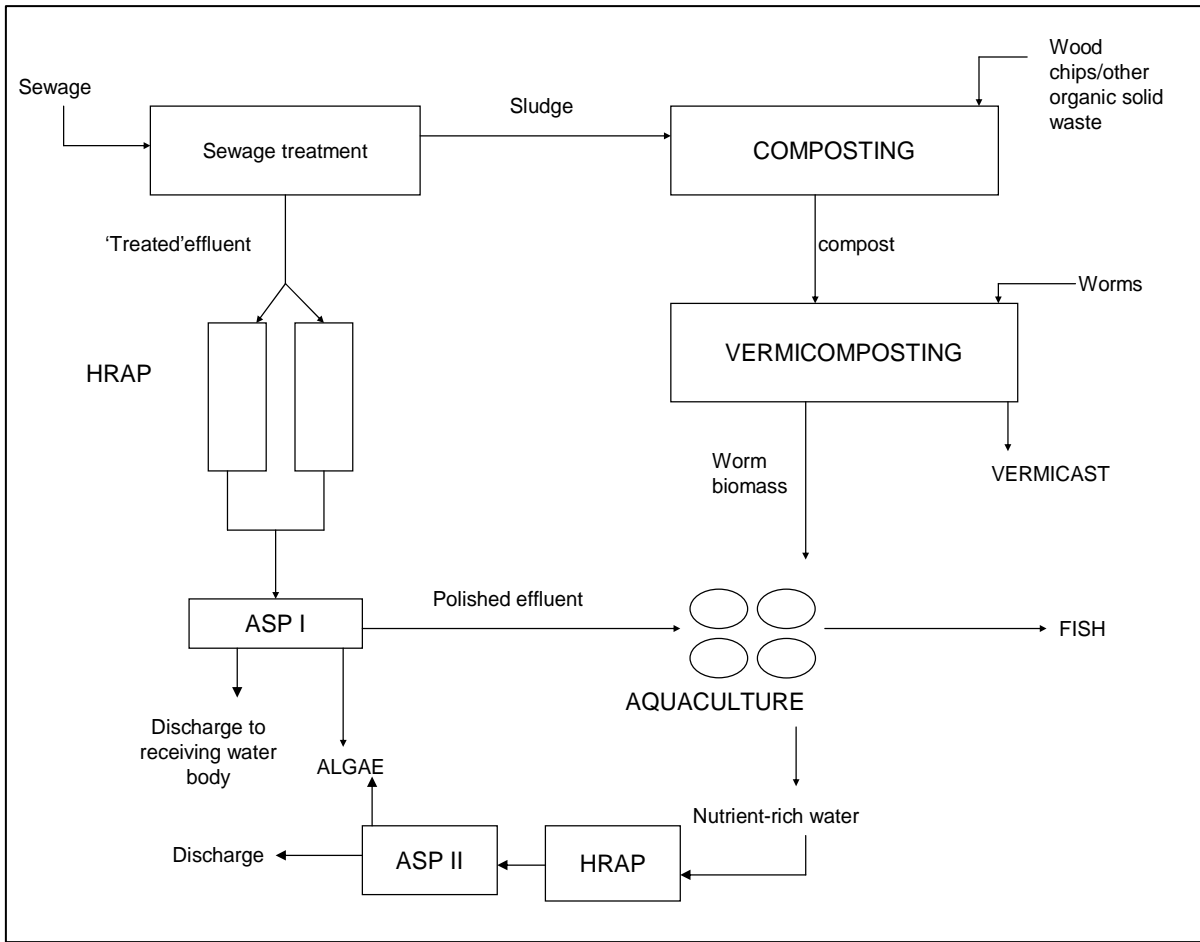 Sewage
Wood
chips/other
organic solid
waste
Sludge
Sewage treatment
COMPOSTING
‘Treated’effluent
compost
Worms
HRAP
VERMICOMPOSTING
Worm
biomass
VERMICAST
Polished effluent
ASP I
FISH
AQUACULTURE
Discharge to
receiving water
body
ALGAE
Nutrient-rich water
Discharge
ASP II
HRAP